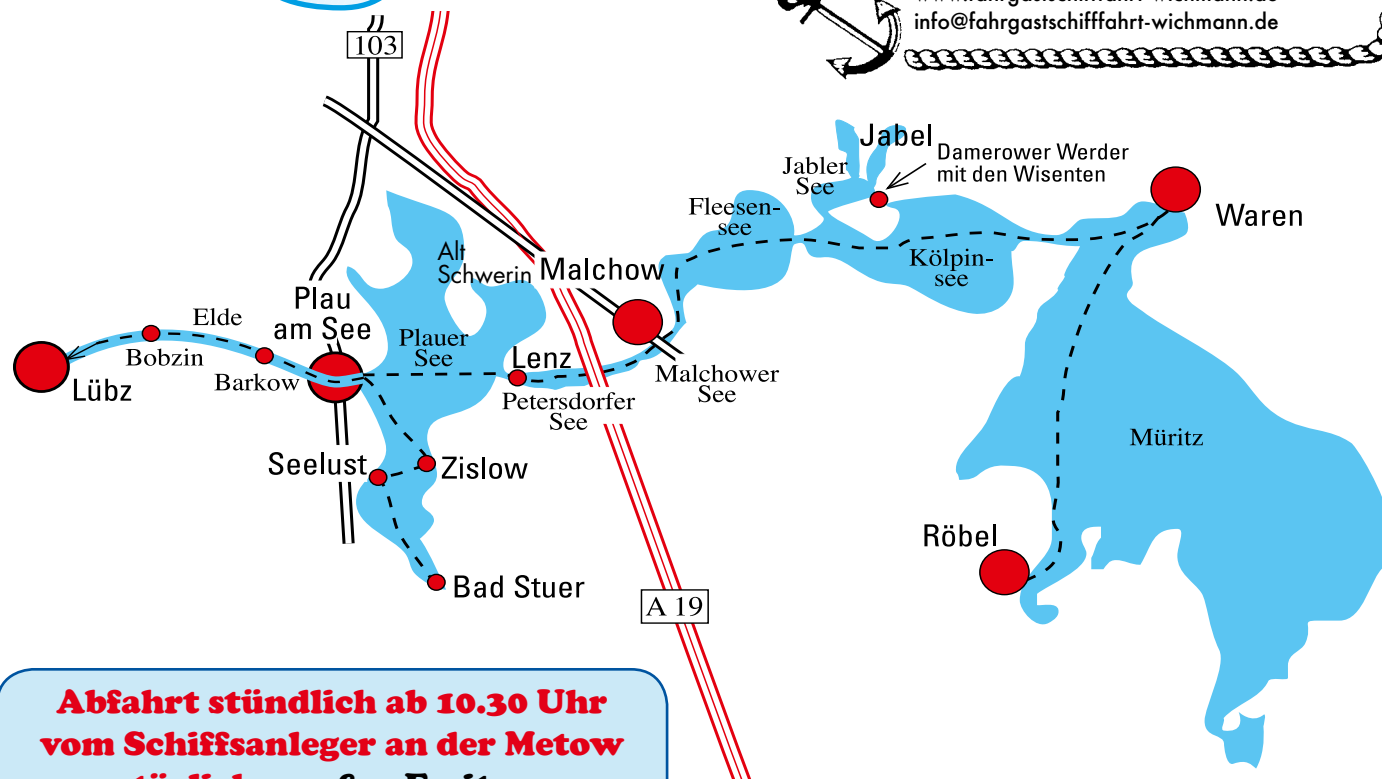 info@fahrgastschifffahrt-wichmann.de
103
Jabel
Damerower Werder
mit den Wisenten
Jabler
See
Waren
Fleesen-
see
Kölpin-
see
Alt
Schwerin
Malchow
Plau
am See
Elde
Bobzin
Barkow
Lübz
Plauer
See
Lenz
Petersdorfer
See
Malchower
See
Müritz
Seelust
Zislow
Röbel
Bad Stuer
A 19
Abfahrt stündlich ab 10.30 Uhr
vom Schiffsanleger an der Metow